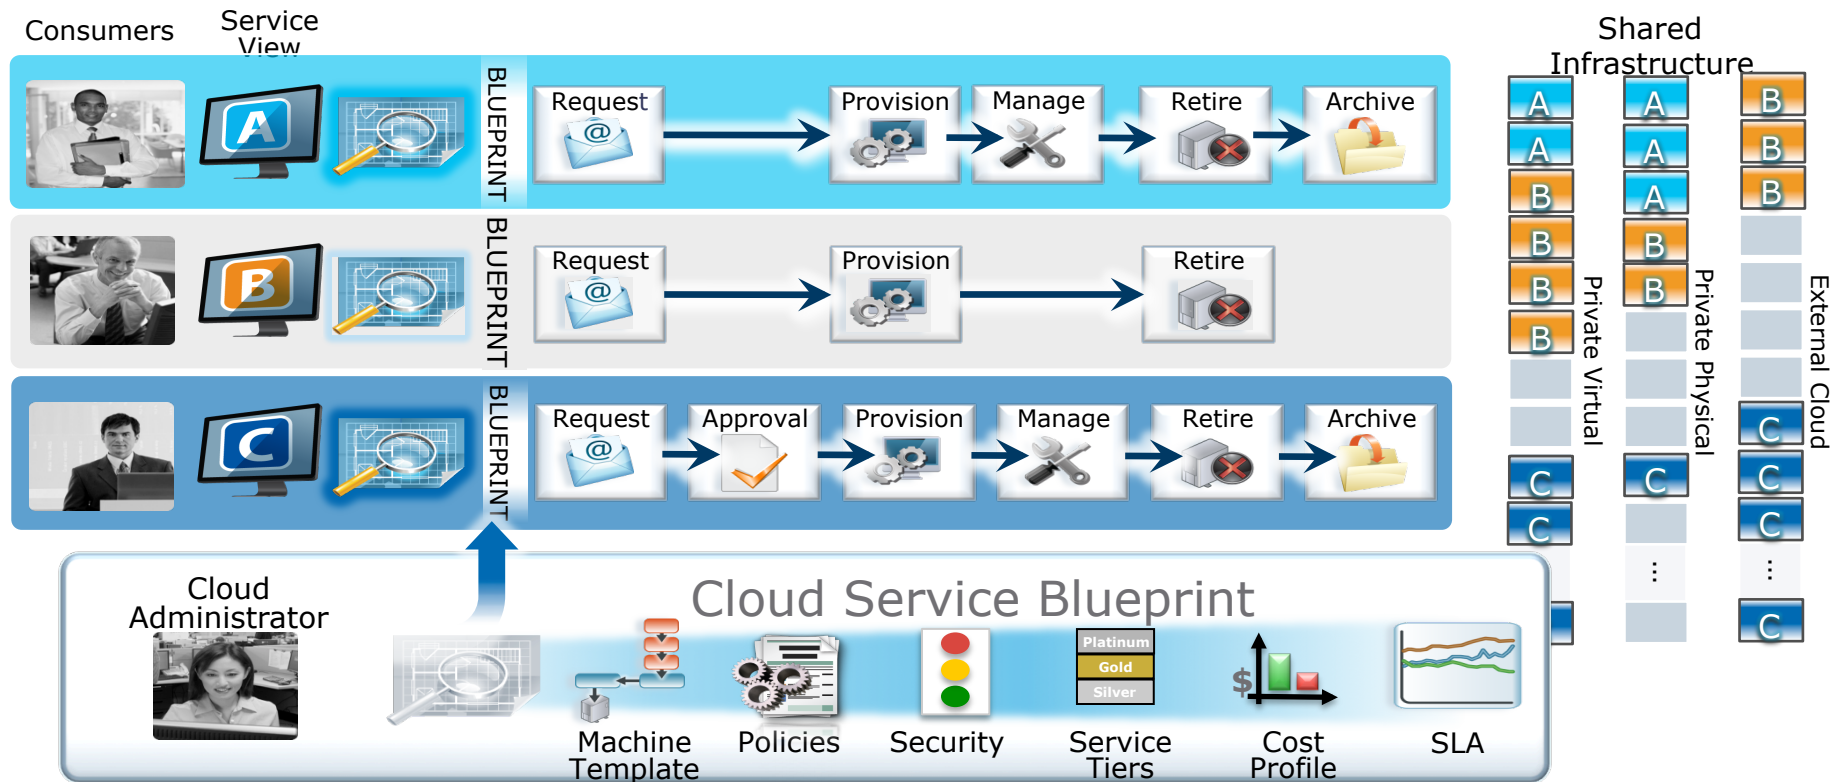 Consumers
Service
View
Shared
Infrastructure
A
BLUEPRINT
Request
Provision
Manage
Retire
Archive
B
BLUEPRINT
Request
Provision
Retire
C
BLUEPRINT
Request
Approval
Provision
Manage
Retire
Archive
A
A
B
B
B
B
C
C
Private Virtual
A
A
A
B
B
C
...
Private Physical
B
B
B
C
C
C
...
C
External Cloud
Cloud
Administrator
Cloud Service Blueprint
Machine
Template
Policies
Security
Platinum
Gold
Silver
Service
Tiers
$
Cost
Profile
SLA